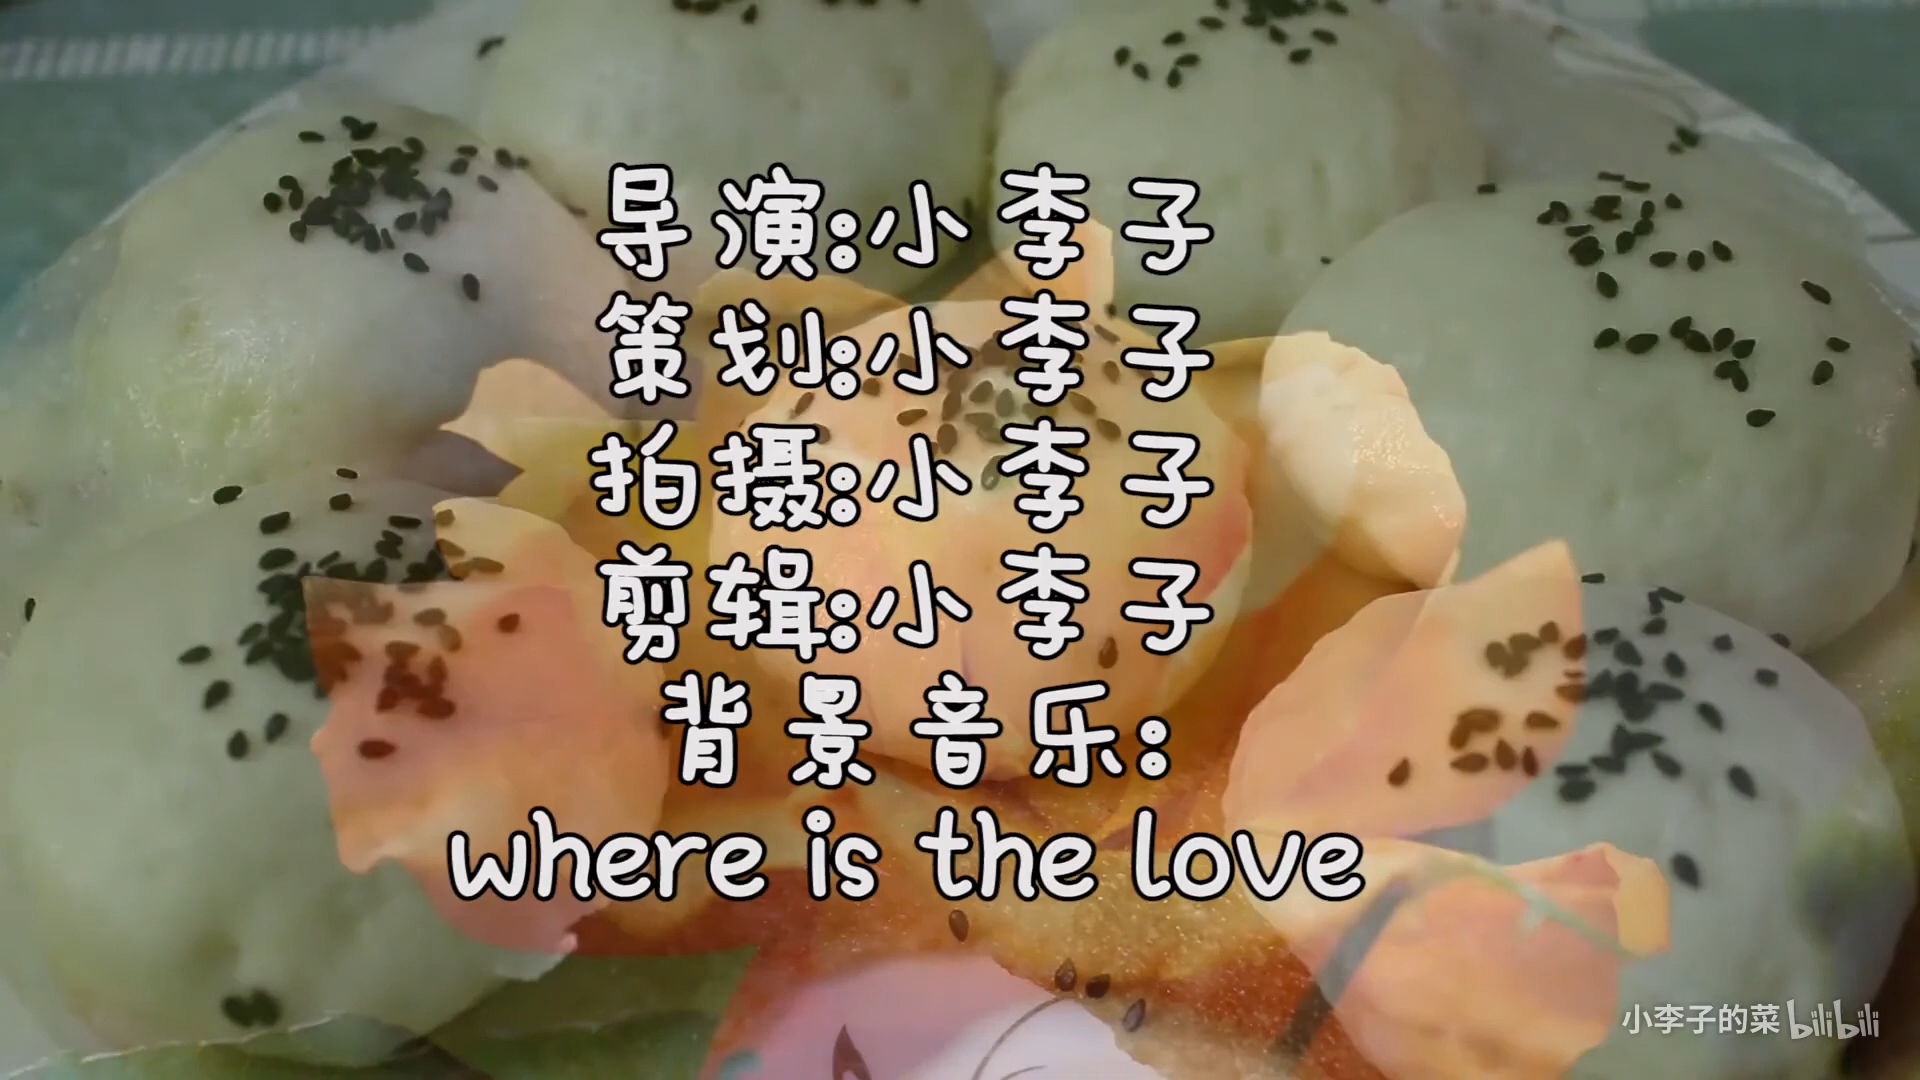 导演:小李子
策划:小李子
拍摄:小李子
剪辑:小李子
背景音乐:
where is the love
小李子的菜 bilibili